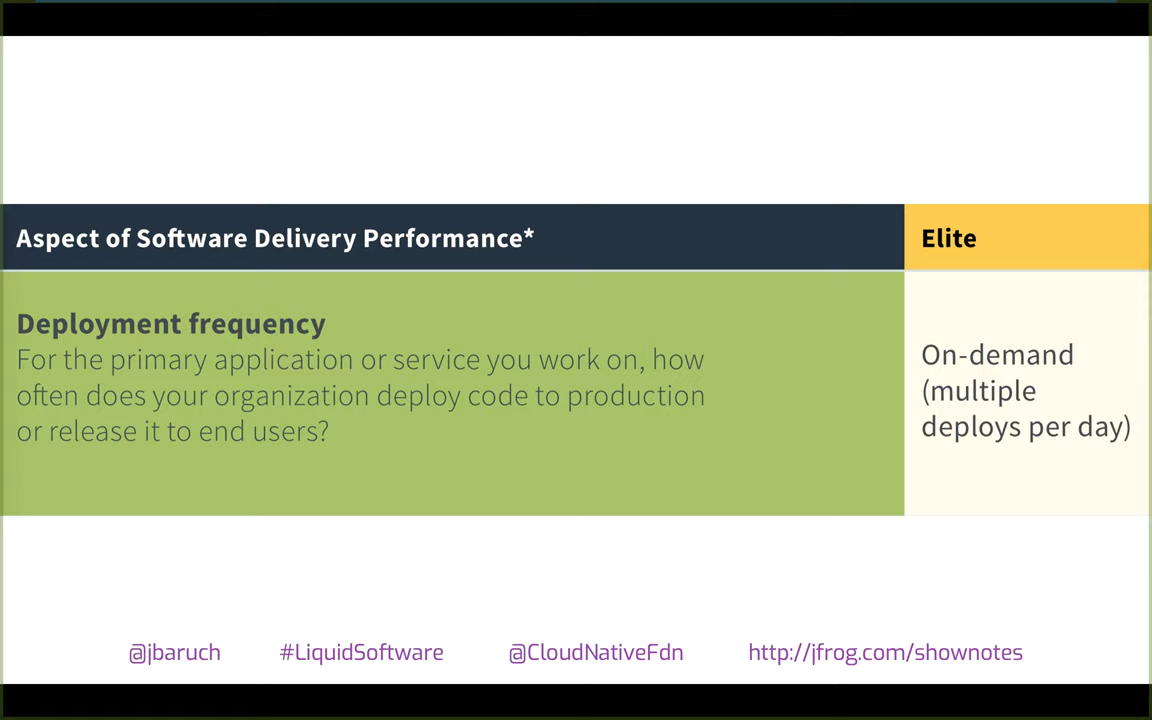 Aspect of Software Delivery Performance*
Elite
Deployment frequency
For the primary application or service you work on, how
often does your organization deploy code to production
or release it to end users?
On-demand
(multiple
deploys per day)
@jbaruch
#LiquidSoftware
@CloudNativeFdn
http://jfrog.com/shownotes